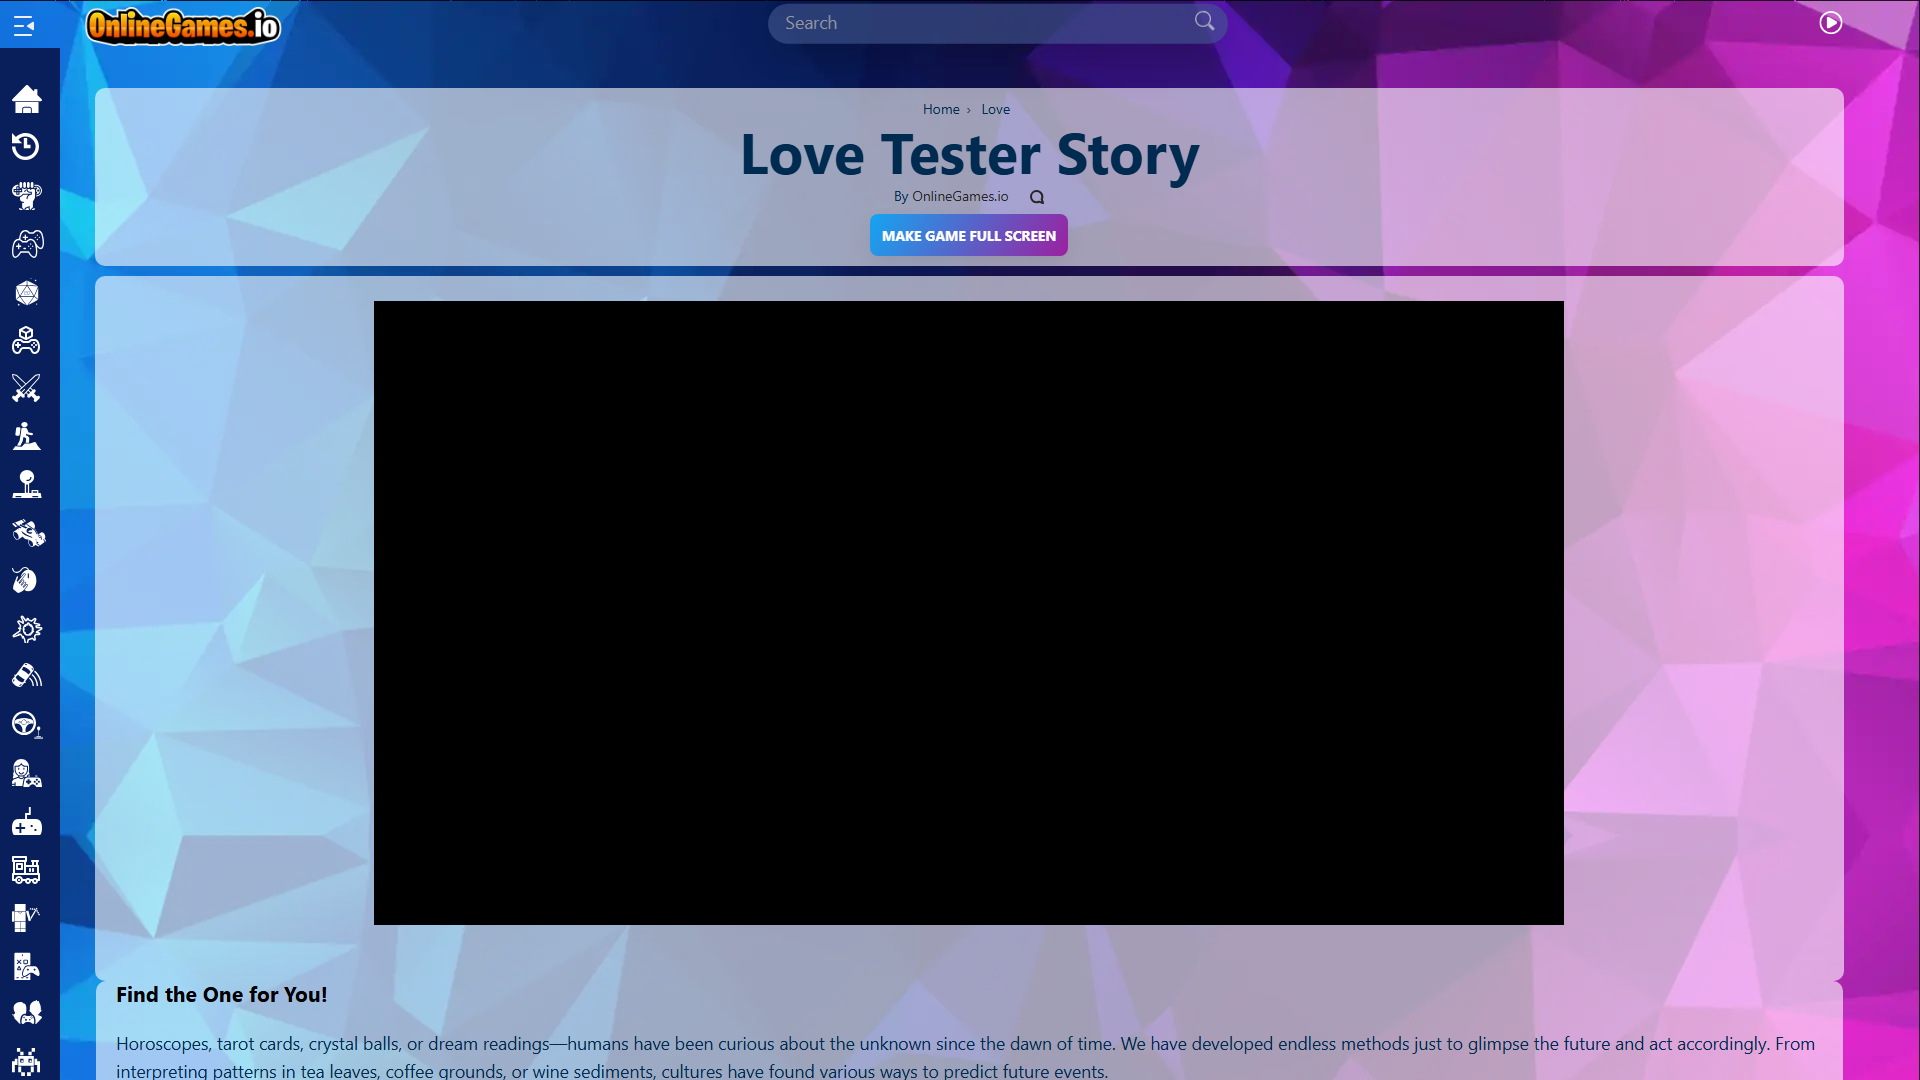 OnlineGames.io
Search
Home › Love
Love Tester Story
By OnlineGames.io
MAKE GAME FULL SCREEN
Find the One for You!
Horoscopes, tarot cards, crystal balls, or dream readings—humans have been curious about the unknown since the dawn of time. We have developed endless methods just to glimpse the future and act accordingly. From
interpreting patterns in tea leaves, coffee grounds, or wine sediments, cultures have found various ways to predict future events.